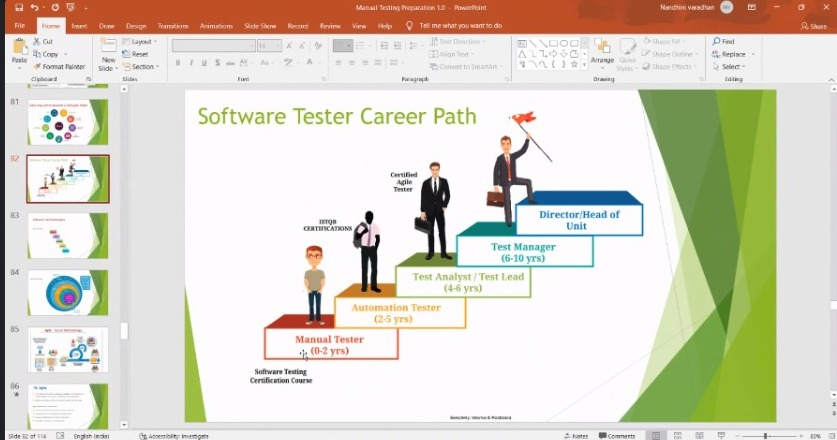 Manual Testing Preparation 1.0 - PowerPoint
Nandhini varadhan
File Home Insert Draw Design Transitions Animations Slide Show Record Review View Help Tell me what you want to do
Share
Cut
Copy
Format Painter
Paste
Clipboard
New Slide
Layout
Reset
Section
Slides
Font
Text Direction
Align Text
Convert to SmartArt
Paragraph
Arrange
Quick Styles
Shape Fill
Shape Outline
Shape Effects
Drawing
Find
Replace
Select
Editing
81
82
83
84
85
86
Software Tester Career Path
Certified
Agile
Tester
ISTQB
CERTIFICATIONS
Director/Head of
Unit
Test Manager
(6-10 yrs)
Test Analyst / Test Lead
(4-6 yrs)
Automation Tester
(2-5 yrs)
Manual Tester
(0-2 yrs)
Software Testing
Certification Course
Slide 82 of 114
English (India)
Accessibility: Investigate
Notes
Comments